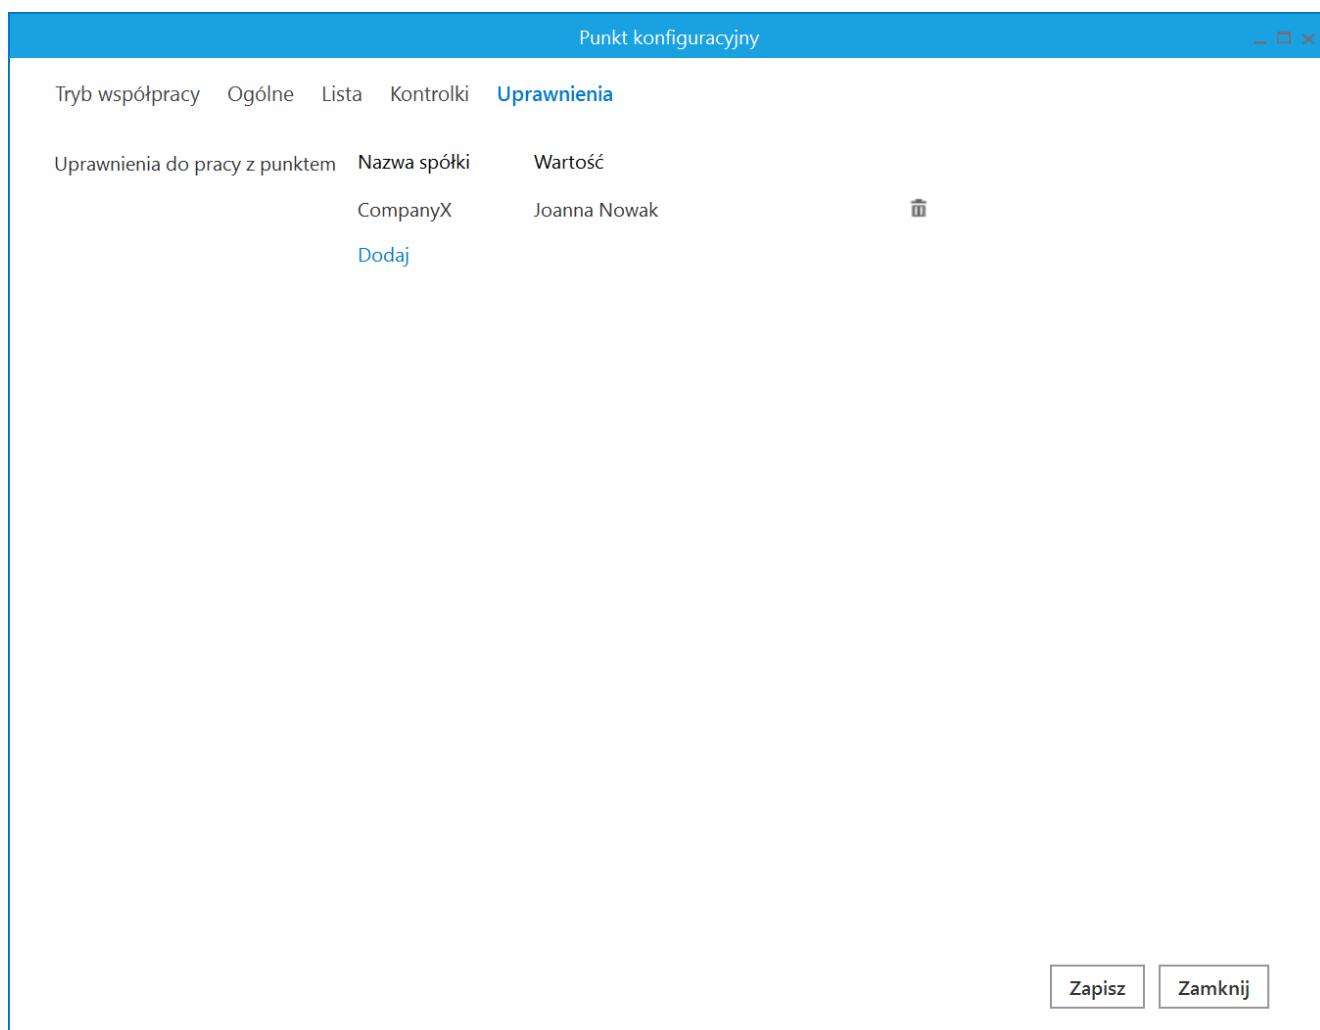 Punkt konfiguracyjny
Tryb współpracy Ogólne Lista Kontrolki Uprawnienia
Uprawnienia do pracy z punktem Nazwa spółki Wartość
CompanyX Joanna Nowak
Dodaj
Zapisz Zamknij